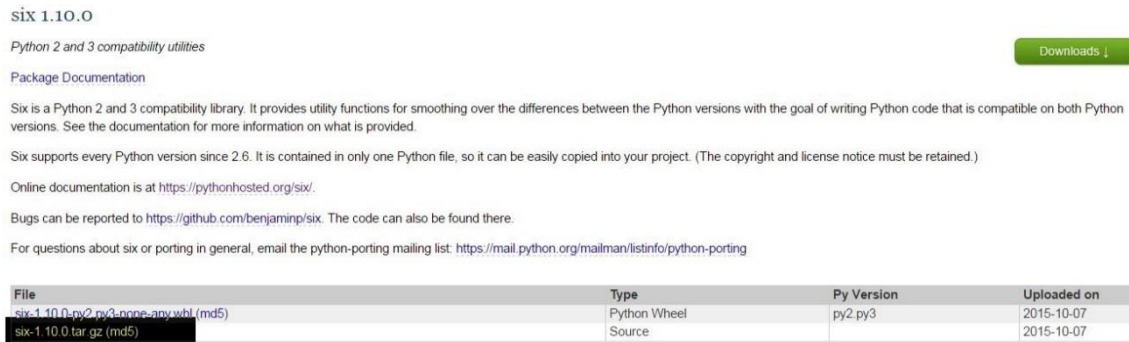 six 1.10.0
Python 2 and 3 compatibility utilities
Downloads ↓
Package Documentation
Six is a Python 2 and 3 compatibility library. It provides utility functions for smoothing over the differences between the Python versions with the goal of writing Python code that is compatible on both Python
versions. See the documentation for more information on what is provided.
Six supports every Python version since 2.6. It is contained in only one Python file, so it can be easily copied into your project. (The copyright and license notice must be retained.)
Online documentation is at https://pythonhosted.org/six/.
Bugs can be reported to https://github.com/benjaminp/six. The code can also be found there.
For questions about six or porting in general, email the python-porting mailing list: https://mail.python.org/mailman/listinfo/python-porting
File Type Py Version Uploaded on
six-1.10.0-py2.py3-none-any.whl (md5) Python Wheel py2.py3 2015-10-07
six-1.10.0.tar.gz (md5) Source 2015-10-07